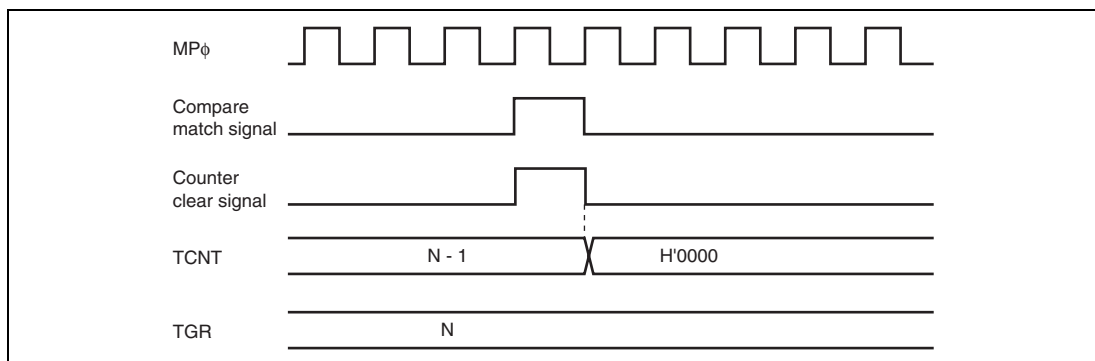 MPϕ
Compare
match signal
Counter
clear signal
TCNT
N - 1
H'0000
TGR
N